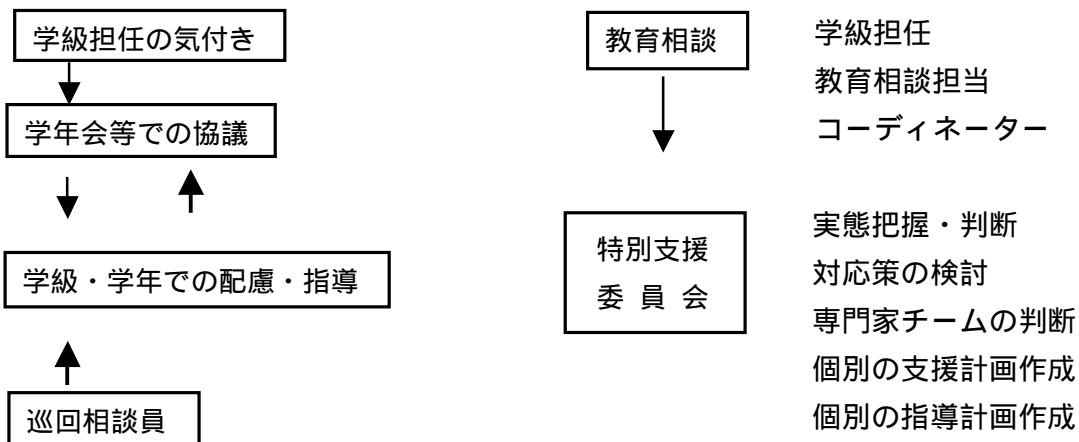 学級担任の気付き
学年会等での協議
学級・学年での配慮・指導
巡回相談員
教育相談
学級担任
教育相談担当
コーディネーター
特別支援
委 員 会
実態把握・判断
対応策の検討
専門家チームの判断
個別の支援計画作成
個別の指導計画作成